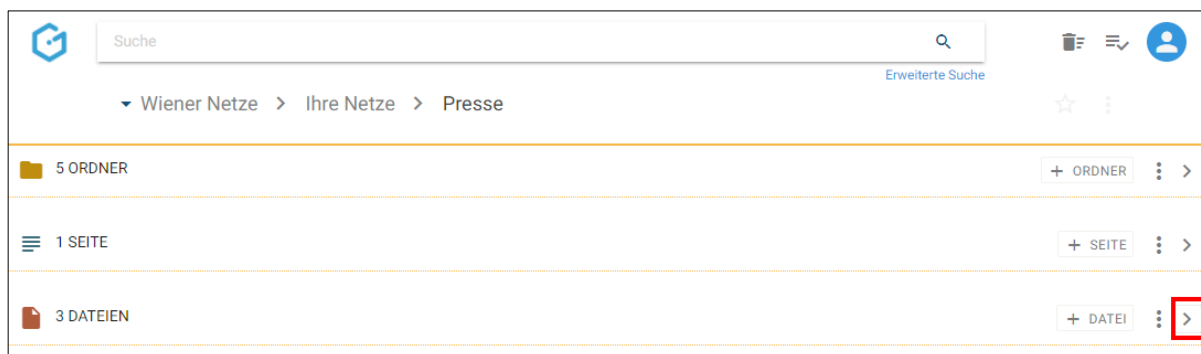 Suche
Erweiterte Suche
Wiener Netze > Ihre Netze > Presse
5 ORDNER + ORDNER
1 SEITE + SEITE
3 DATEIEN + DATEI